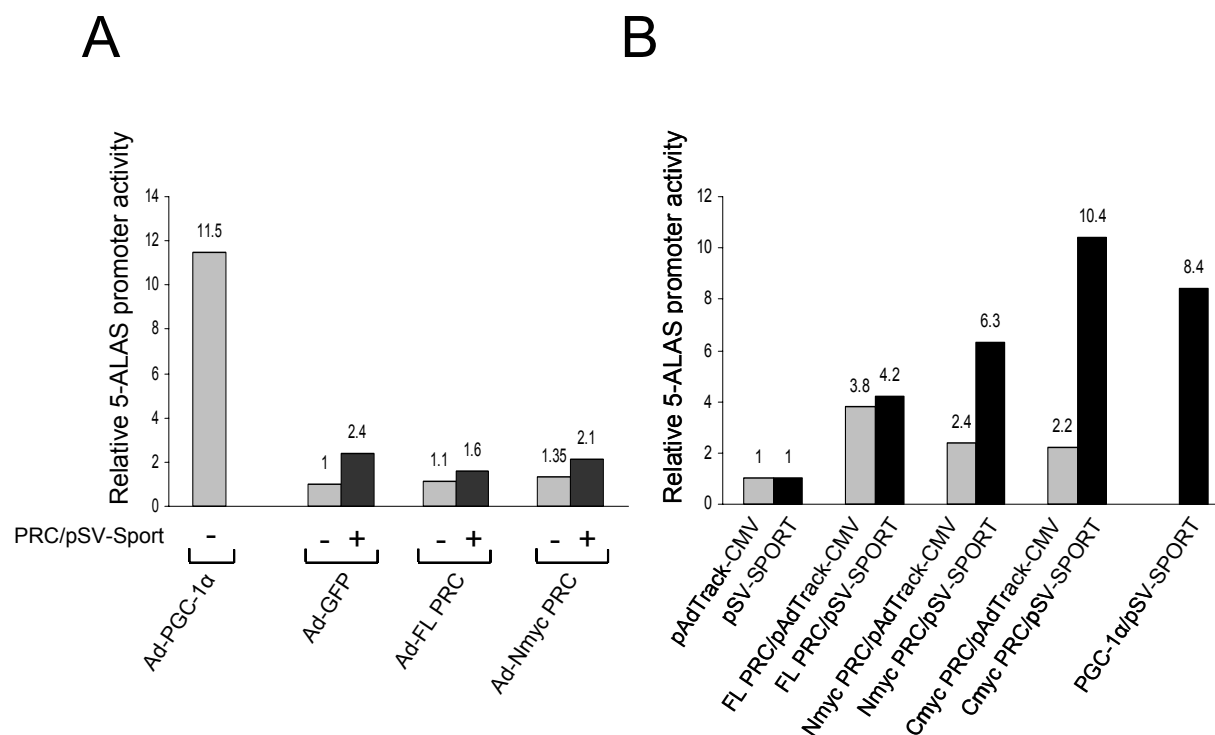 A
B
Relative 5-ALAS promoter activity
14
12
10
8
6
4
2
0
11.5
1
2.4
1.1
1.6
1.35
2.1
PRC/pSV-Sport
-
- +
- +
- +
Ad-PGC-1α
Ad-GFP
Ad-FL PRC
Ad-Nmyc PRC
Relative 5-ALAS promoter activity
12
10
8
6
4
2
0
1
1
3.8
4.2
2.4
6.3
2.2
10.4
8.4
pAdTrack-CMV
pSV-SPORT
FL PRC/pAdTrack-CMV
FL PRC/pSV-SPORT
Nmyc PRC/pAdTrack-CMV
Nmyc PRC/pSV-SPORT
Cmyc PRC/pAdTrack-CMV
Cmyc PRC/pSV-SPORT
PGC-1α/pSV-SPORT